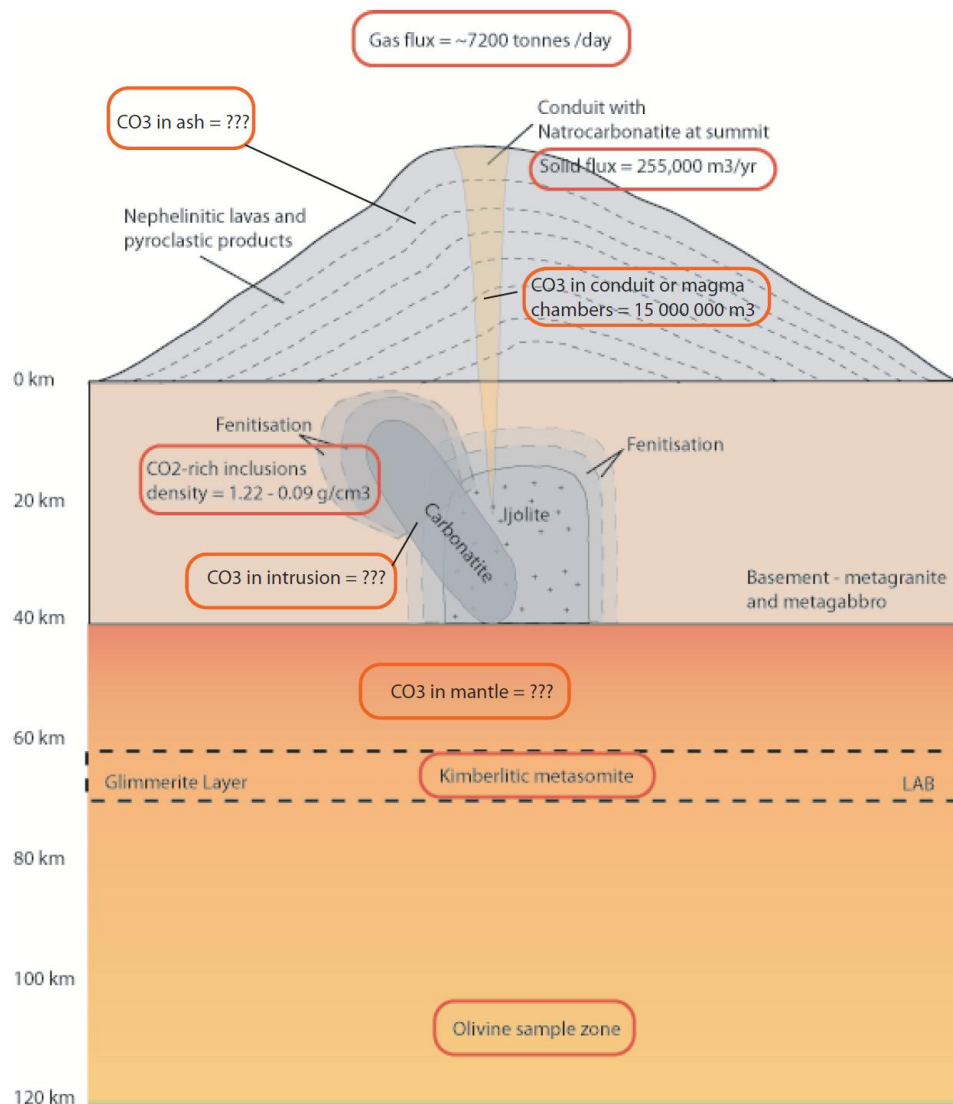 Gas flux = ~7200 tonnes /day
CO3 in ash = ???
Conduit with
Natrocarbonatite at summit
Solid flux = 255,000 m3/yr
Nephelinitic lavas and
pyroclastic products
CO3 in conduit or magma
chambers = 15 000 000 m3
0 km
Fenitisation
Fenitisation
CO2-rich inclusions
density = 1.22 - 0.09 g/cm3
20 km
Ijolite
Carbonatite
CO3 in intrusion = ???
Basement - metagranite
and metagabbro
40 km
CO3 in mantle = ???
60 km
Glimmerite Layer
Kimberlitic metasomite
LAB
80 km
100 km
Olivine sample zone
120 km